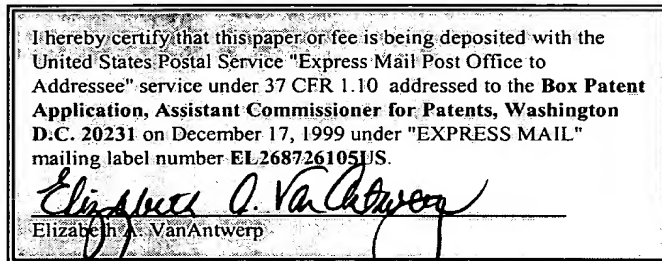 I hereby certify that this paper or fee is being deposited with the
United States Postal Service "Express Mail Post Office to
Addressee" service under 37 CFR 1.10 addressed to the Box Patent
Application, Assistant Commissioner for Patents, Washington
D.C. 20231 on December 17, 1999 under "EXPRESS MAIL"
mailing label number EL268726105US.
Elizabeth A. VanAntwerp
Elizabeth A. VanAntwerp